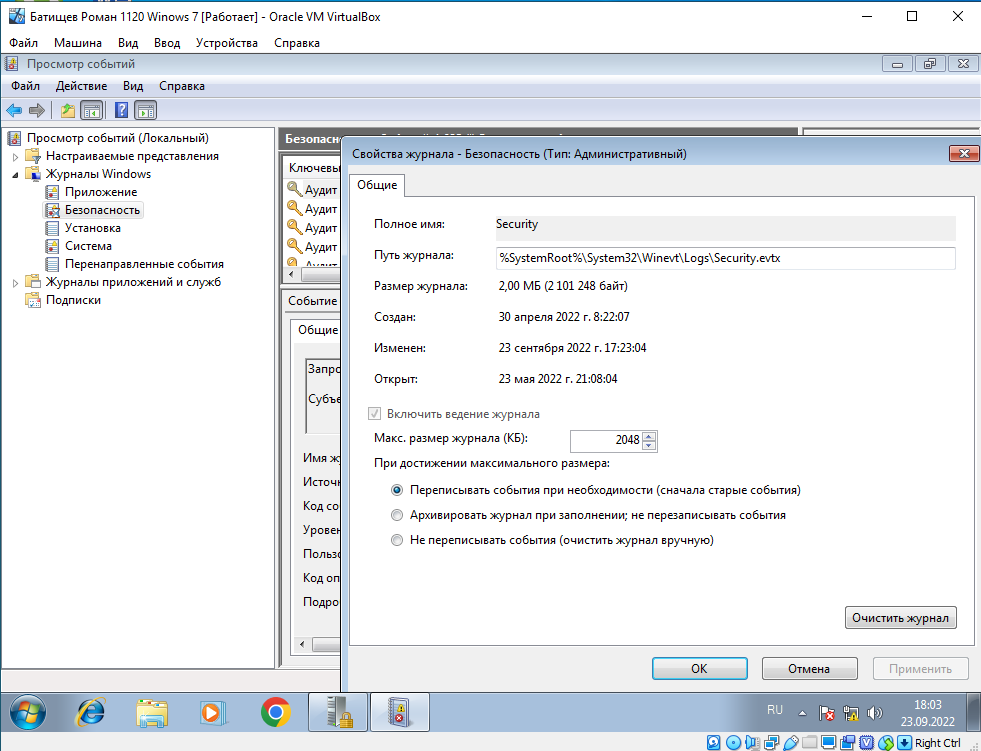 Батищев Роман 1120 Winows 7 [Работает] - Oracle VM VirtualBox
Файл Машина Вид Ввод Устройства Справка
Просмотр событий
Файл Действие Вид Справка
Просмотр событий (Локальный)
Настраиваемые представления
Журналы Windows
Приложение
Безопасность
Установка
Система
Перенаправленные события
Журналы приложений и служб
Подписки
Ключевы
Аудит
Аудит
Аудит
Аудит
Событие
Общие
Запро
Субъе
Имя ж
Источн
Код со
Уровен
Пользо
Код оп
Подро
Свойства журнала - Безопасность (Тип: Административный)
Общие
Полное имя: Security
Путь журнала: %SystemRoot%\System32\Winevt\Logs\Security.evtx
Размер журнала: 2,00 МБ (2 101 248 байт)
Создан: 30 апреля 2022 г. 8:22:07
Изменен: 23 сентября 2022 г. 17:23:04
Открыт: 23 мая 2022 г. 21:08:04
Включить ведение журнала
Макс. размер журнала (КБ): 2048
При достижении максимального размера:
Переписывать события при необходимости (сначала старые события)
Архивировать журнал при заполнении; не перезаписывать события
Не переписывать события (очистить журнал вручную)
Очистить журнал
ОК Отмена Применить
RU 18:03
23.09.2022
Right Ctrl